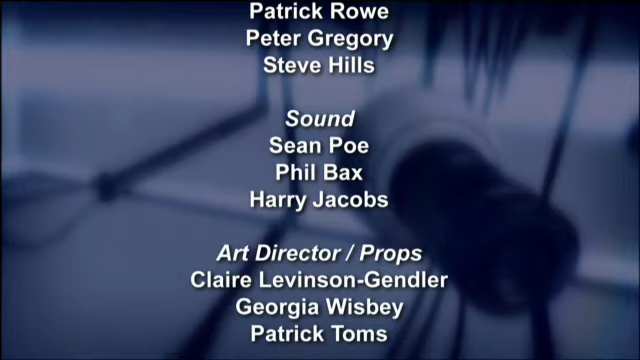 Patrick Rowe
Peter Gregory
Steve Hills
Sound
Sean Poe
Phil Bax
Harry Jacobs
Art Director / Props
Claire Levinson-Gendler
Georgia Wisbey
Patrick Toms